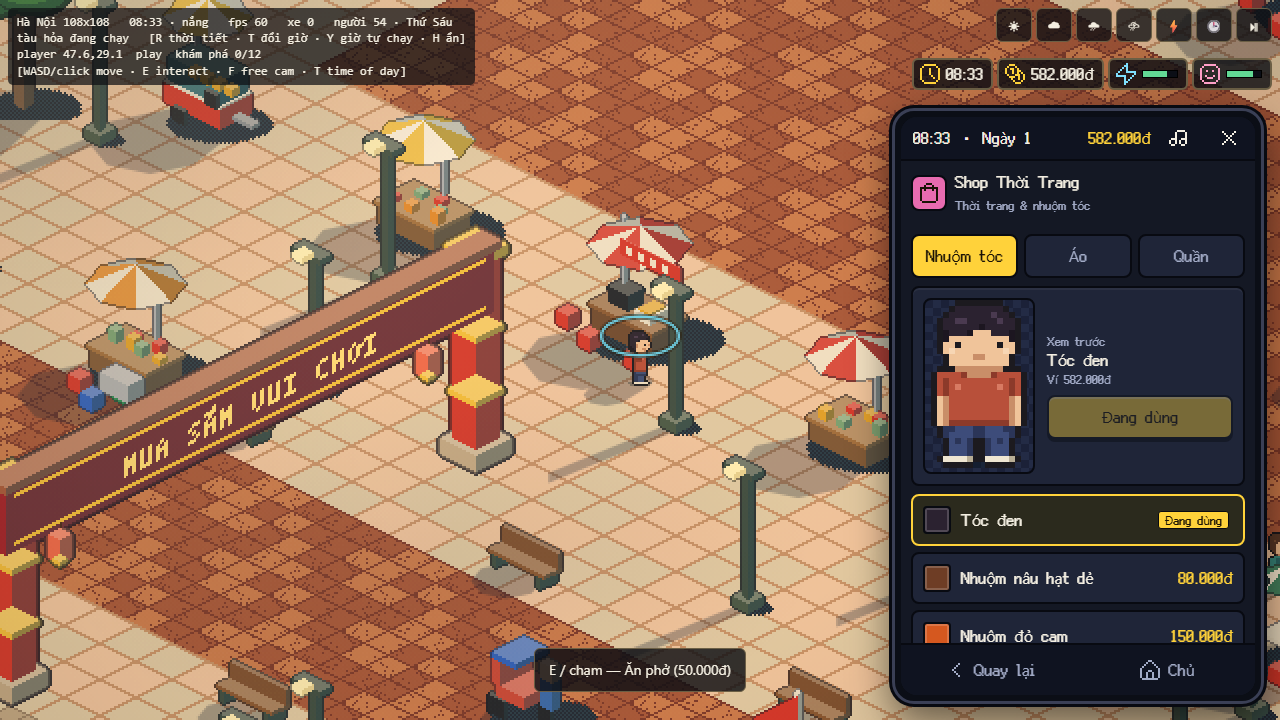 Hà Nội 108x108 08:33 · nắng fps 60 xe 0 người 54 · Thứ Sáu
tàu hỏa đang chạy [R thời tiết · T đổi giờ · Y giờ tự chạy · H ẩn]
player 47.6,29.1 play khám phá 0/12
[WASD/click move · E interact · F free cam · T time of day]
08:33
582.000đ
08:33 · Ngày 1 582.000đ
Shop Thời Trang
Thời trang & nhuộm tóc
Nhuộm tóc Áo Quần
Xem trước
Tóc đen
Ví 582.000đ
Đang dùng
Tóc đen Đang dùng
Nhuộm nâu hạt dẻ 80.000đ
Nhuộm đỏ cam 150.000đ
Quay lại Chủ
MUA SẮM VUI CHƠI
E / chạm — Ăn phở (50.000đ)